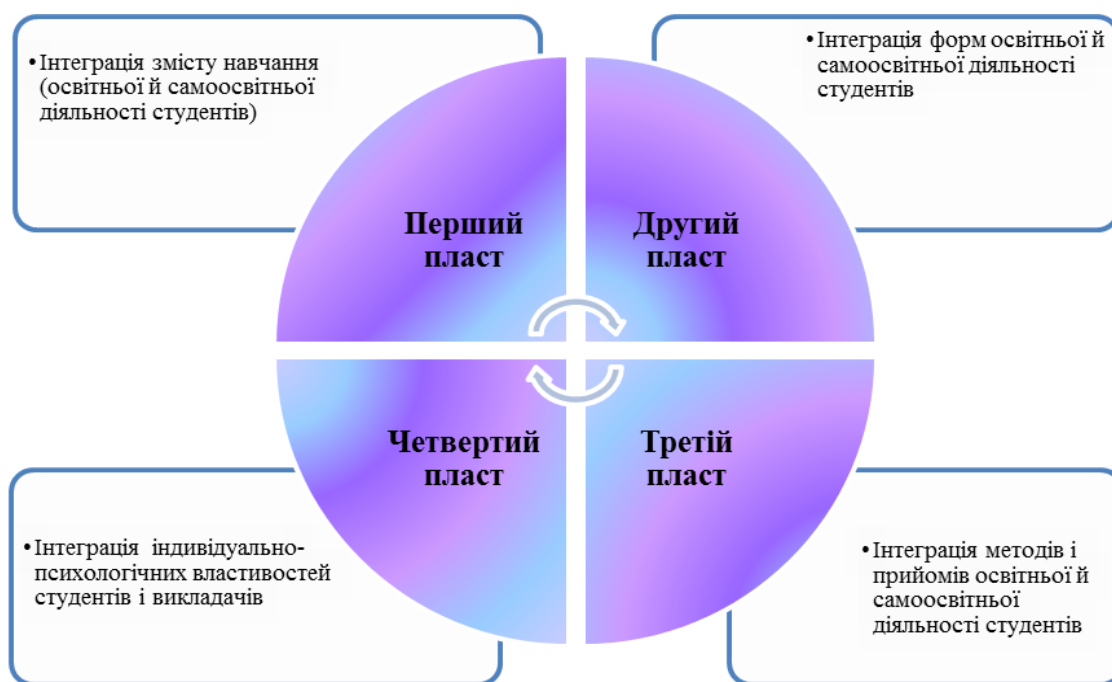 •Інтеграція змісту навчання
(освітньої й самоосвітньої
діяльності студентів)
•Інтеграція форм освітньої й
самоосвітньої діяльності
студентів
Перший
пласт
Другий
пласт
Четвертий
пласт
Третій
пласт
•Інтеграція індивідуально-
психологічних властивостей
студентів і викладачів
•Інтеграція методів і
прийомів освітньої й
самоосвітньої
діяльності студентів